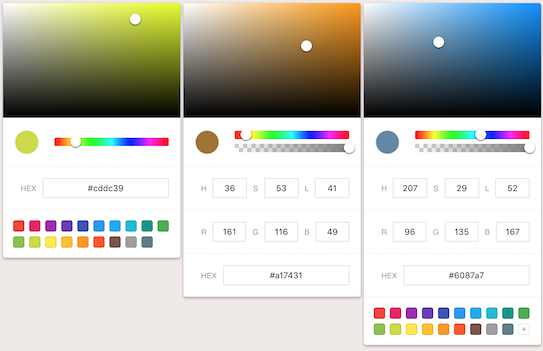 HEX #cddc39
H 36 S 53 L 41
R 161 G 116 B 49
HEX #a17431
H 207 S 29 L 52
R 96 G 135 B 167
HEX #6087a7
+